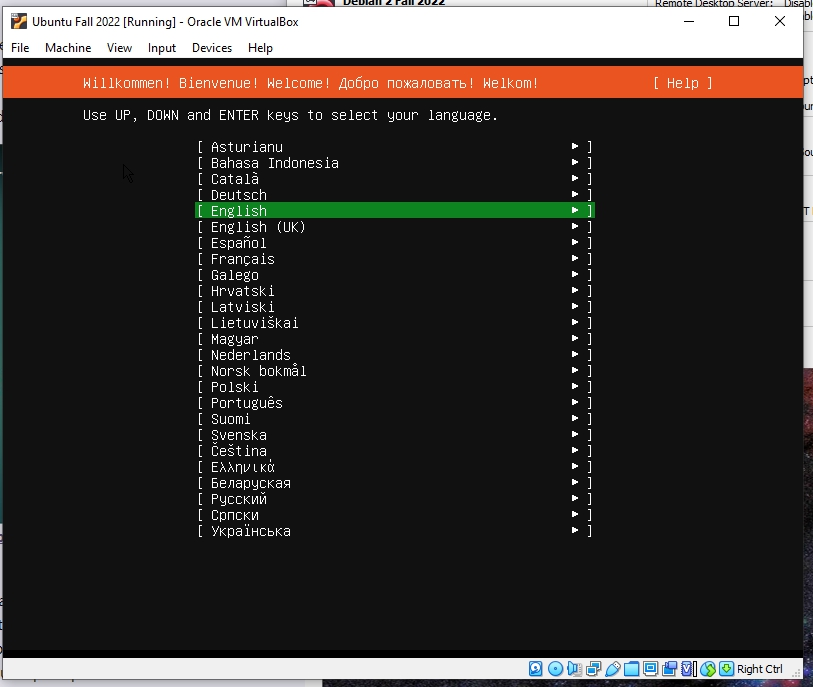 Debian 2 Fall 2022
Remote Desktop Server: Disabl
Ubuntu Fall 2022 [Running] - Oracle VM VirtualBox
File Machine View Input Devices Help
Willkommen! Bienvenue! Welcome! Добро пожаловать! Welkom! [ Help ]
Use UP, DOWN and ENTER keys to select your language.
[ Asturianu ► ]
[ Bahasa Indonesia ► ]
[ Català ► ]
[ Deutsch ► ]
[ English ► ]
[ English (UK) ► ]
[ Español ► ]
[ Français ► ]
[ Galego ► ]
[ Hrvatski ► ]
[ Latviski ► ]
[ Lietuviškai ► ]
[ Magyar ► ]
[ Nederlands ► ]
[ Norsk bokmål ► ]
[ Polski ► ]
[ Português ► ]
[ Suomi ► ]
[ Svenska ► ]
[ Čeština ► ]
[ Ελληνικά ► ]
[ Беларуская ► ]
[ Русский ► ]
[ Српски ► ]
[ Українська ► ]
Right Ctrl